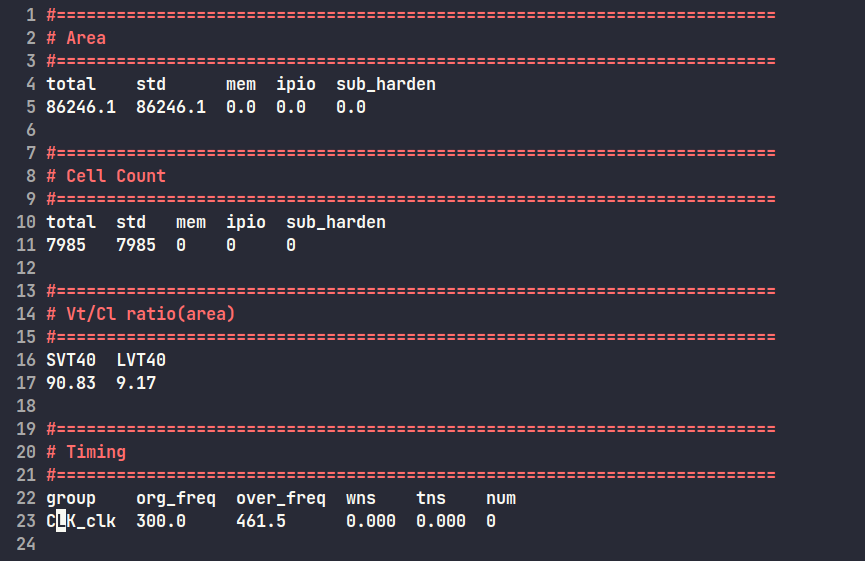 1 #========================================================================
2 # Area
3 #========================================================================
4 total    std      mem  ipio  sub_harden
5 86246.1  86246.1  0.0  0.0   0.0
6
7 #========================================================================
8 # Cell Count
9 #========================================================================
10 total  std   mem  ipio  sub_harden
11 7985   7985  0    0     0
12
13 #========================================================================
14 # Vt/Cl ratio(area)
15 #========================================================================
16 SVT40  LVT40
17 90.83  9.17
18
19 #========================================================================
20 # Timing
21 #========================================================================
22 group    org_freq  over_freq  wns    tns    num
23 CLK_clk  300.0     461.5      0.000  0.000  0
24